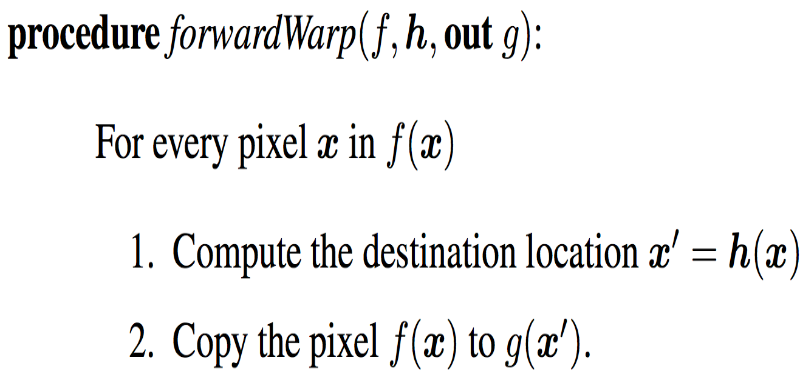 procedure forwardWarp(f, h, out g):
For every pixel x in f(x)
1. Compute the destination location x′ = h(x)
2. Copy the pixel f(x) to g(x′).